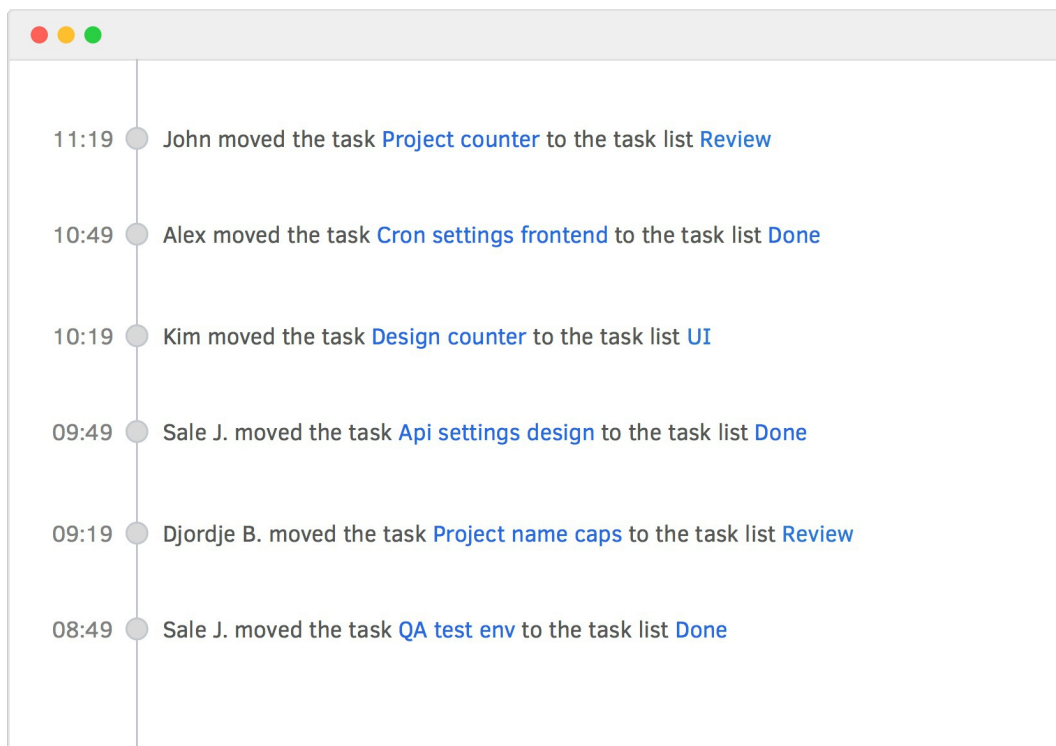 11:19 John moved the task Project counter to the task list Review
10:49 Alex moved the task Cron settings frontend to the task list Done
10:19 Kim moved the task Design counter to the task list UI
09:49 Sale J. moved the task Api settings design to the task list Done
09:19 Djordje B. moved the task Project name caps to the task list Review
08:49 Sale J. moved the task QA test env to the task list Done